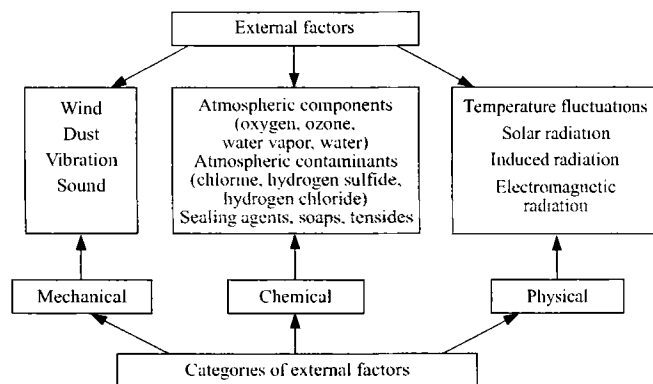 External factors
Wind
Dust
Vibration
Sound
Atmospheric components
(oxygen, ozone,
water vapor, water)
Atmospheric contaminants
(chlorine, hydrogen sulfide,
hydrogen chloride)
Sealing agents, soaps, tensides
Temperature fluctuations
Solar radiation
Induced radiation
Electromagnetic
radiation
Mechanical
Chemical
Physical
Categories of external factors